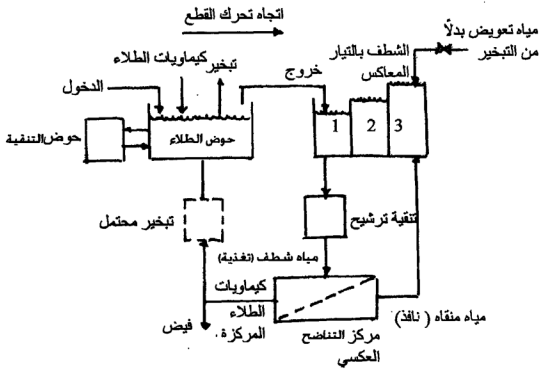 اتجاه تحرك القطع
مياه تعويض بدلاً
من التبخير
الشطف بالتيار
المعاكس
خروج
تبخير
كيماويات الطلاء
الدخول
حوض الطلاء
حوض التنقية
1
2
3
تبخير محتمل
تنقية ترشيح
مياه شطف (تغذية)
كيماويات
الطلاء
المركزة .
فيض
مركز التناضح
العكسي
مياه منقاه ( نافذ)